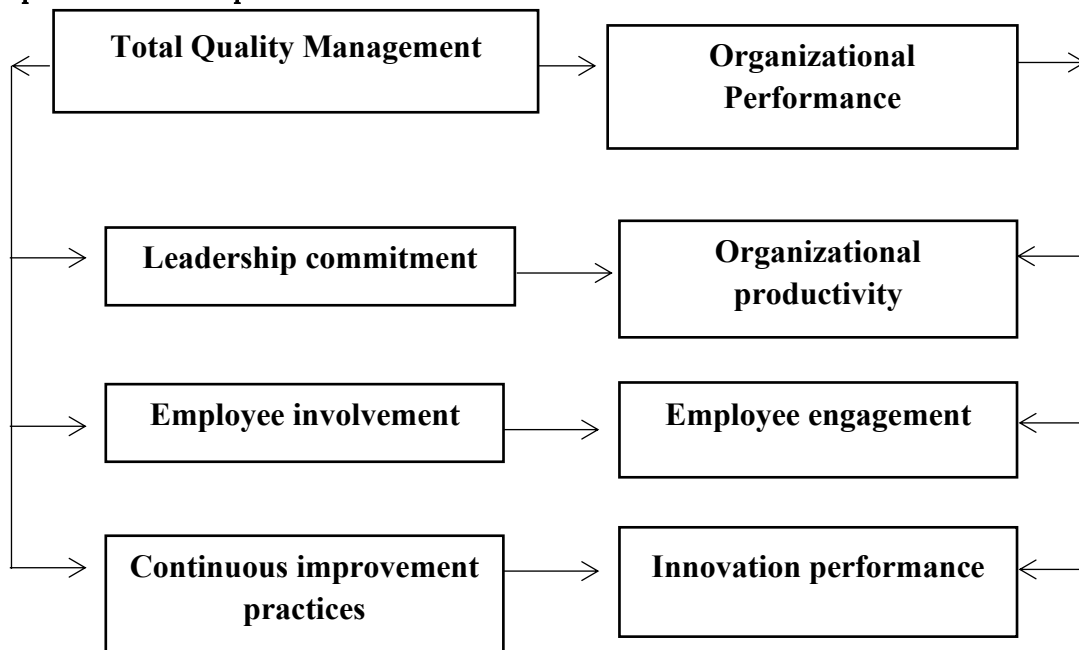 Total Quality Management
Organizational
Performance
Leadership commitment
Organizational
productivity
Employee involvement
Employee engagement
Continuous improvement
practices
Innovation performance